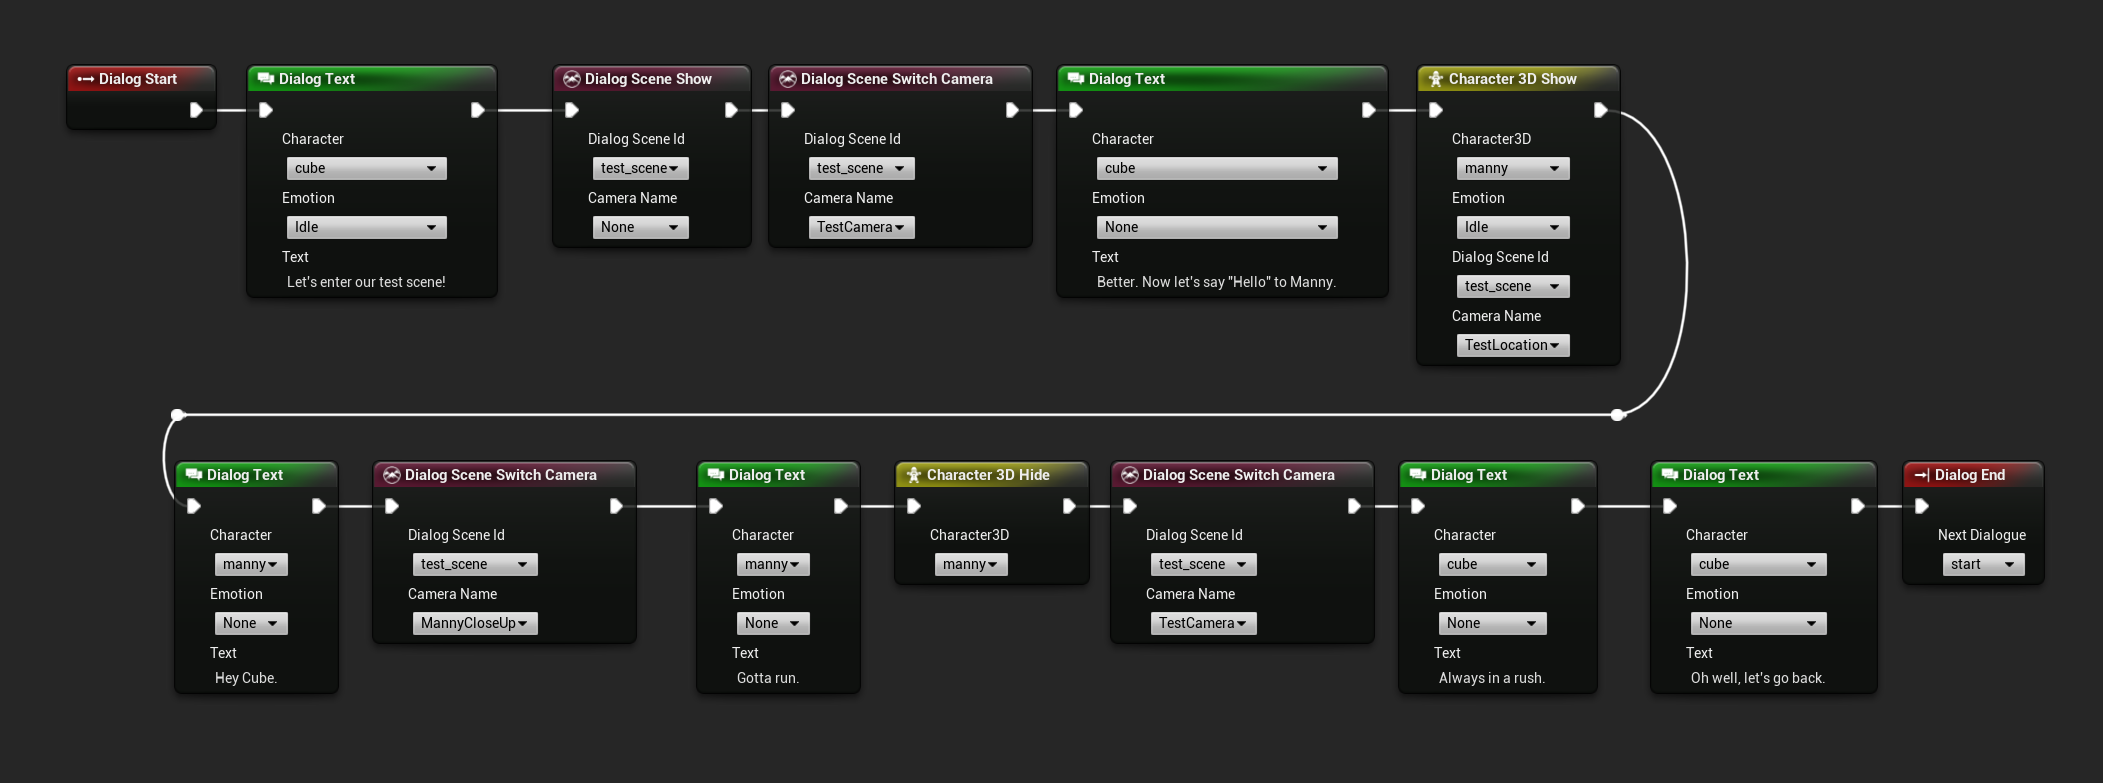 Dialog Start
Dialog Text
Character
cube
Emotion
Idle
Text
Let's enter our test scene!
Dialog Scene Show
Dialog Scene Id
test_scene
Camera Name
None
Dialog Scene Switch Camera
Dialog Scene Id
test_scene
Camera Name
TestCamera
Dialog Text
Character
cube
Emotion
None
Text
Better. Now let's say "Hello" to Manny.
Character 3D Show
Character3D
manny
Emotion
Idle
Dialog Scene Id
test_scene
Camera Name
TestLocation
Dialog Text
Character
manny
Emotion
None
Text
Hey Cube.
Dialog Scene Switch Camera
Dialog Scene Id
test_scene
Camera Name
MannyCloseUp
Dialog Text
Character
manny
Emotion
None
Text
Gotta run.
Character 3D Hide
Character3D
manny
Dialog Scene Switch Camera
Dialog Scene Id
test_scene
Camera Name
TestCamera
Dialog Text
Character
cube
Emotion
None
Text
Always in a rush.
Dialog Text
Character
cube
Emotion
None
Text
Oh well, let's go back.
Dialog End
Next Dialogue
start